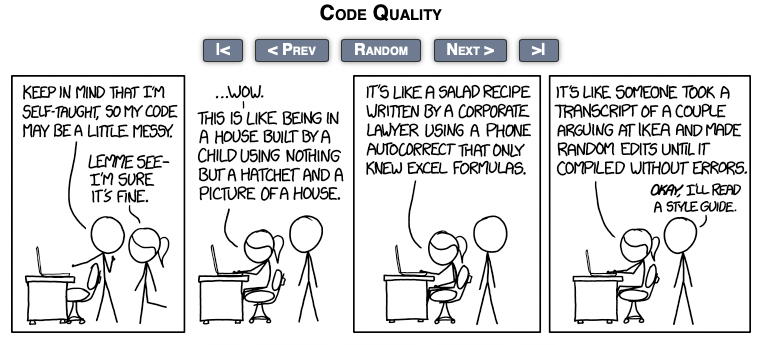 Code Quality
|<
< Prev
Random
Next >
>|
KEEP IN MIND THAT I'M
SELF-TAUGHT, SO MY CODE
MAY BE A LITTLE MESSY.
LEMME SEE-
I'M SURE
IT'S FINE.
...WOW.
THIS IS LIKE BEING IN
A HOUSE BUILT BY A
CHILD USING NOTHING
BUT A HATCHET AND A
PICTURE OF A HOUSE.
IT'S LIKE A SALAD RECIPE
WRITTEN BY A CORPORATE
LAWYER USING A PHONE
AUTOCORRECT THAT ONLY
KNEW EXCEL FORMULAS.
IT'S LIKE SOMEONE TOOK A
TRANSCRIPT OF A COUPLE
ARGUING AT IKEA AND MADE
RANDOM EDITS UNTIL IT
COMPILED WITHOUT ERRORS.
OKAY, I'LL READ
A STYLE GUIDE.